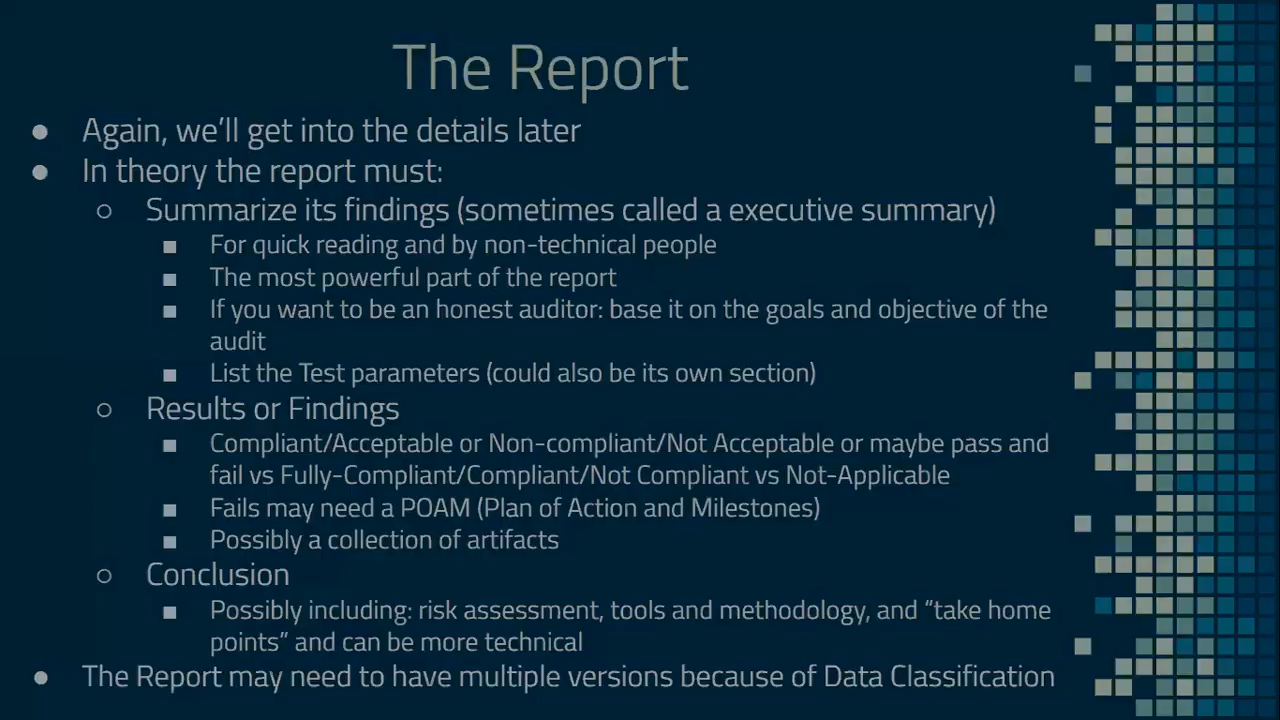 The Report
● Again, we'll get into the details later
● In theory the report must:
○ Summarize its findings (sometimes called a executive summary)
■ For quick reading and by non-technical people
■ The most powerful part of the report
■ If you want to be an honest auditor: base it on the goals and objective of the
audit
■ List the Test parameters (could also be its own section)
○ Results or Findings
■ Compliant/Acceptable or Non-compliant/Not Acceptable or maybe pass and
fail vs Fully-Compliant/Compliant/Not Compliant vs Not-Applicable
■ Fails may need a POAM (Plan of Action and Milestones)
■ Possibly a collection of artifacts
○ Conclusion
■ Possibly including: risk assessment, tools and methodology, and “take home
points” and can be more technical
● The Report may need to have multiple versions because of Data Classification